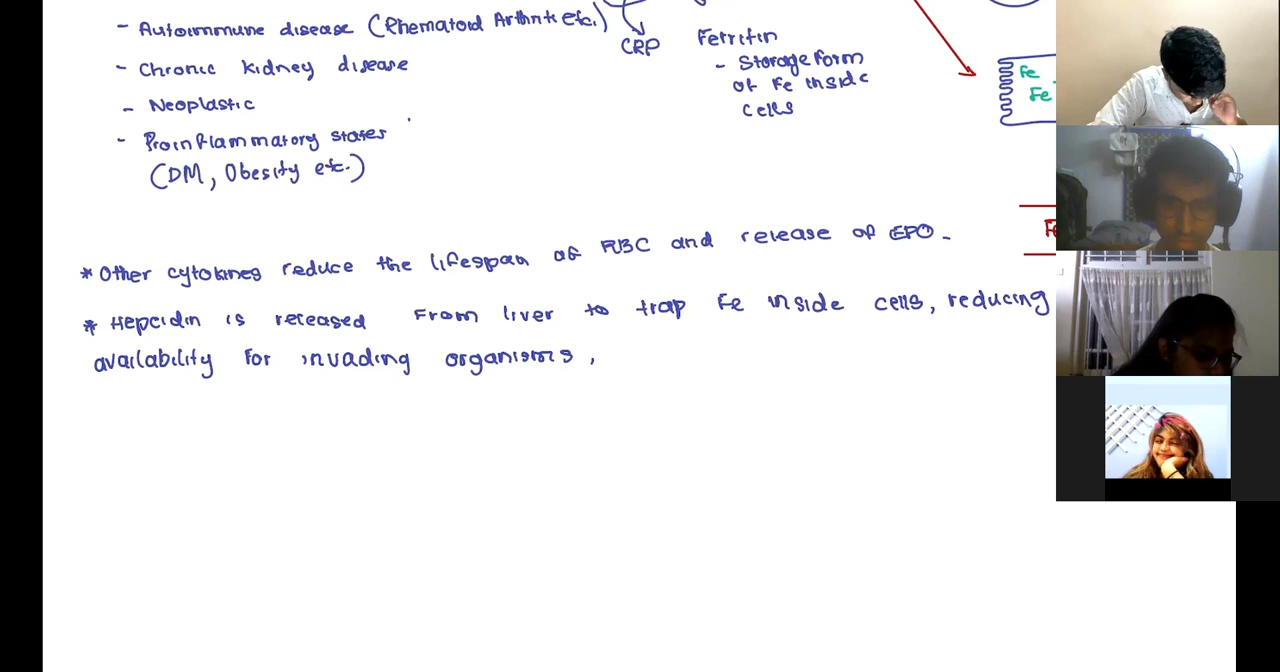 - Autoimmune disease (Rhematoid Arthritis etc.)
CRP
Ferritin
- Storage form
of Fe inside
cells
- Chronic kidney disease
- Neoplastic
- Proinflammatory states
(DM, Obesity etc.)
Fe
Fe
* Other cytokines reduce the lifespan of RBC and release of EPO.
* Hepcidin is released From liver to trap Fe inside cells, reducing
availability for invading organisms,